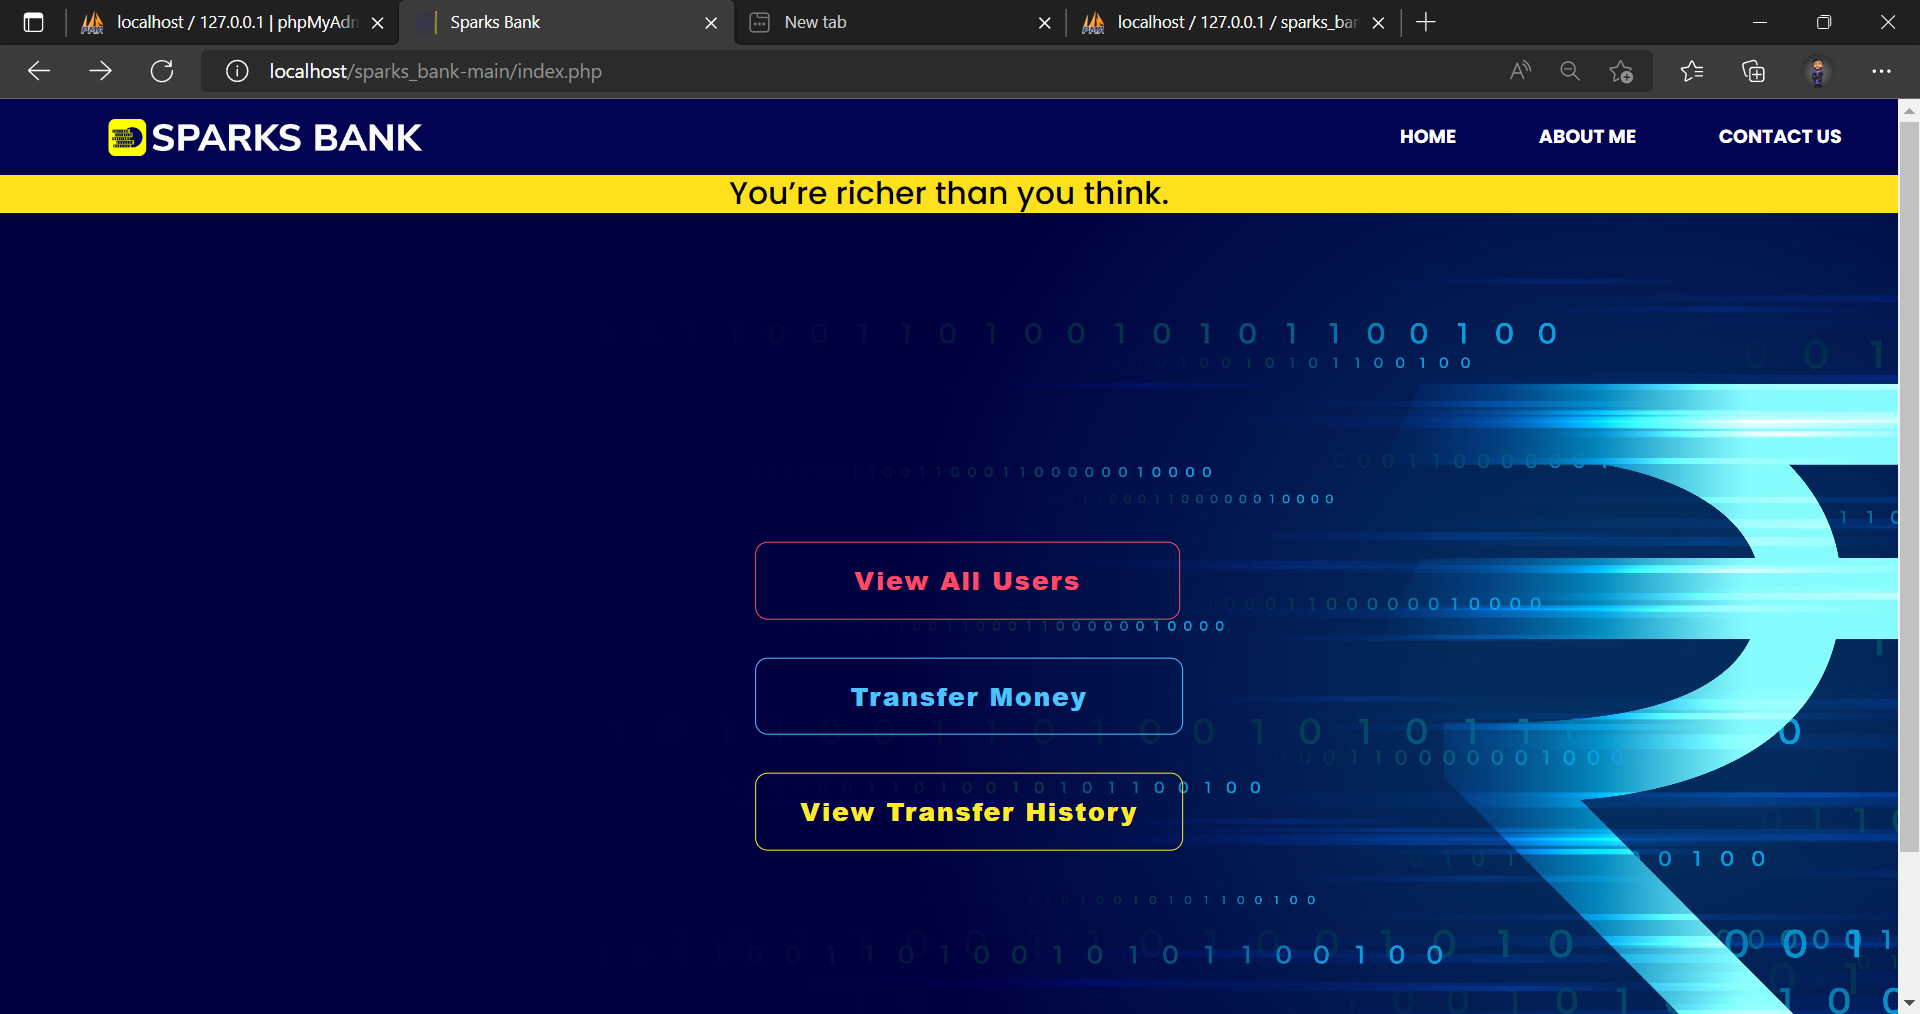 localhost / 127.0.0.1 | phpMyAdm
Sparks Bank
New tab
localhost / 127.0.0.1 / sparks_ban
localhost/sparks_bank-main/index.php
SPARKS BANK
HOME
ABOUT ME
CONTACT US
You’re richer than you think.
View All Users
Transfer Money
View Transfer History